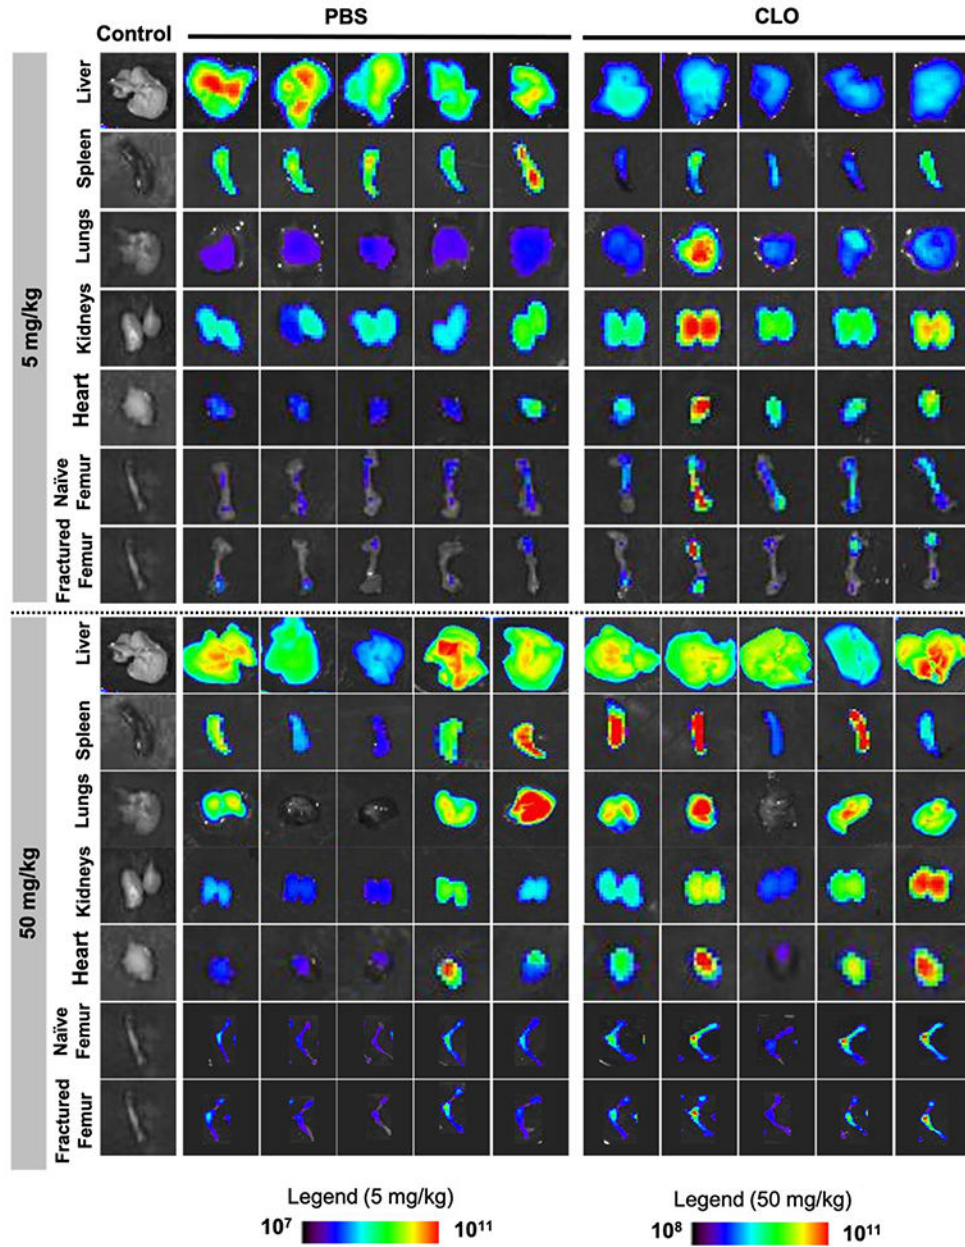 PBS
CLO
Control
5 mg/kg
Liver
Spleen
Lungs
Kidneys
Heart
Naïve
Femur
Fractured
Femur
50 mg/kg
Liver
Spleen
Lungs
Kidneys
Heart
Naïve
Femur
Fractured
Femur
Legend (5 mg/kg)
10⁷ 10¹¹
Legend (50 mg/kg)
10⁸ 10¹¹